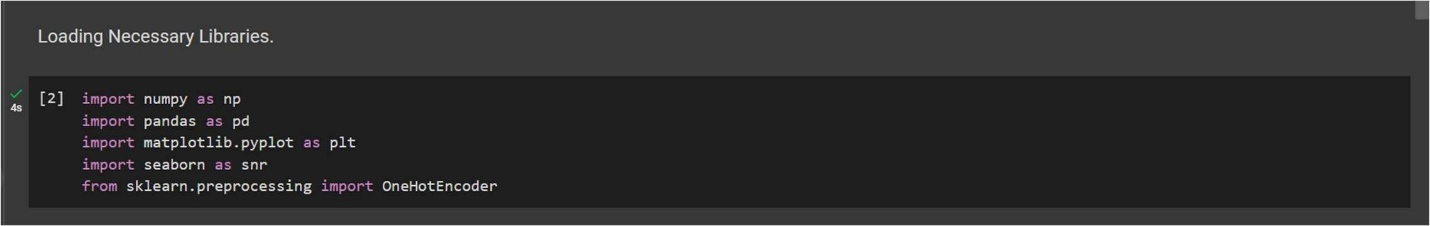 Loading Necessary Libraries.
4s
[2] import numpy as np
import pandas as pd
import matplotlib.pyplot as plt
import seaborn as snr
from sklearn.preprocessing import OneHotEncoder